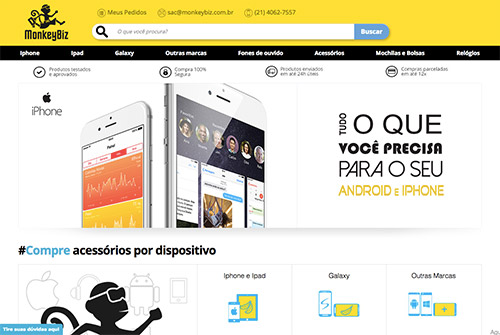 MonkeyBiz
Meus Pedidos
sac@monkeybiz.com.br
(21) 4062-7557
O que você procura?
Buscar
Iphone
Ipad
Galaxy
Outras marcas
Fones de ouvido
Acessórios
Mochilas e Bolsas
Relógios
Produtos testados
e aprovados
Compra 100%
Segura
Produtos enviados
em até 24h úteis
Compras parceladas
em até 12x
iPhone
TUDO
O QUE
VOCÊ PRECISA
PARA O SEU
ANDROID E IPHONE
#Compre acessórios por dispositivo
Iphone e Ipad
Galaxy
Outras Marcas
Tire suas dúvidas aqui!